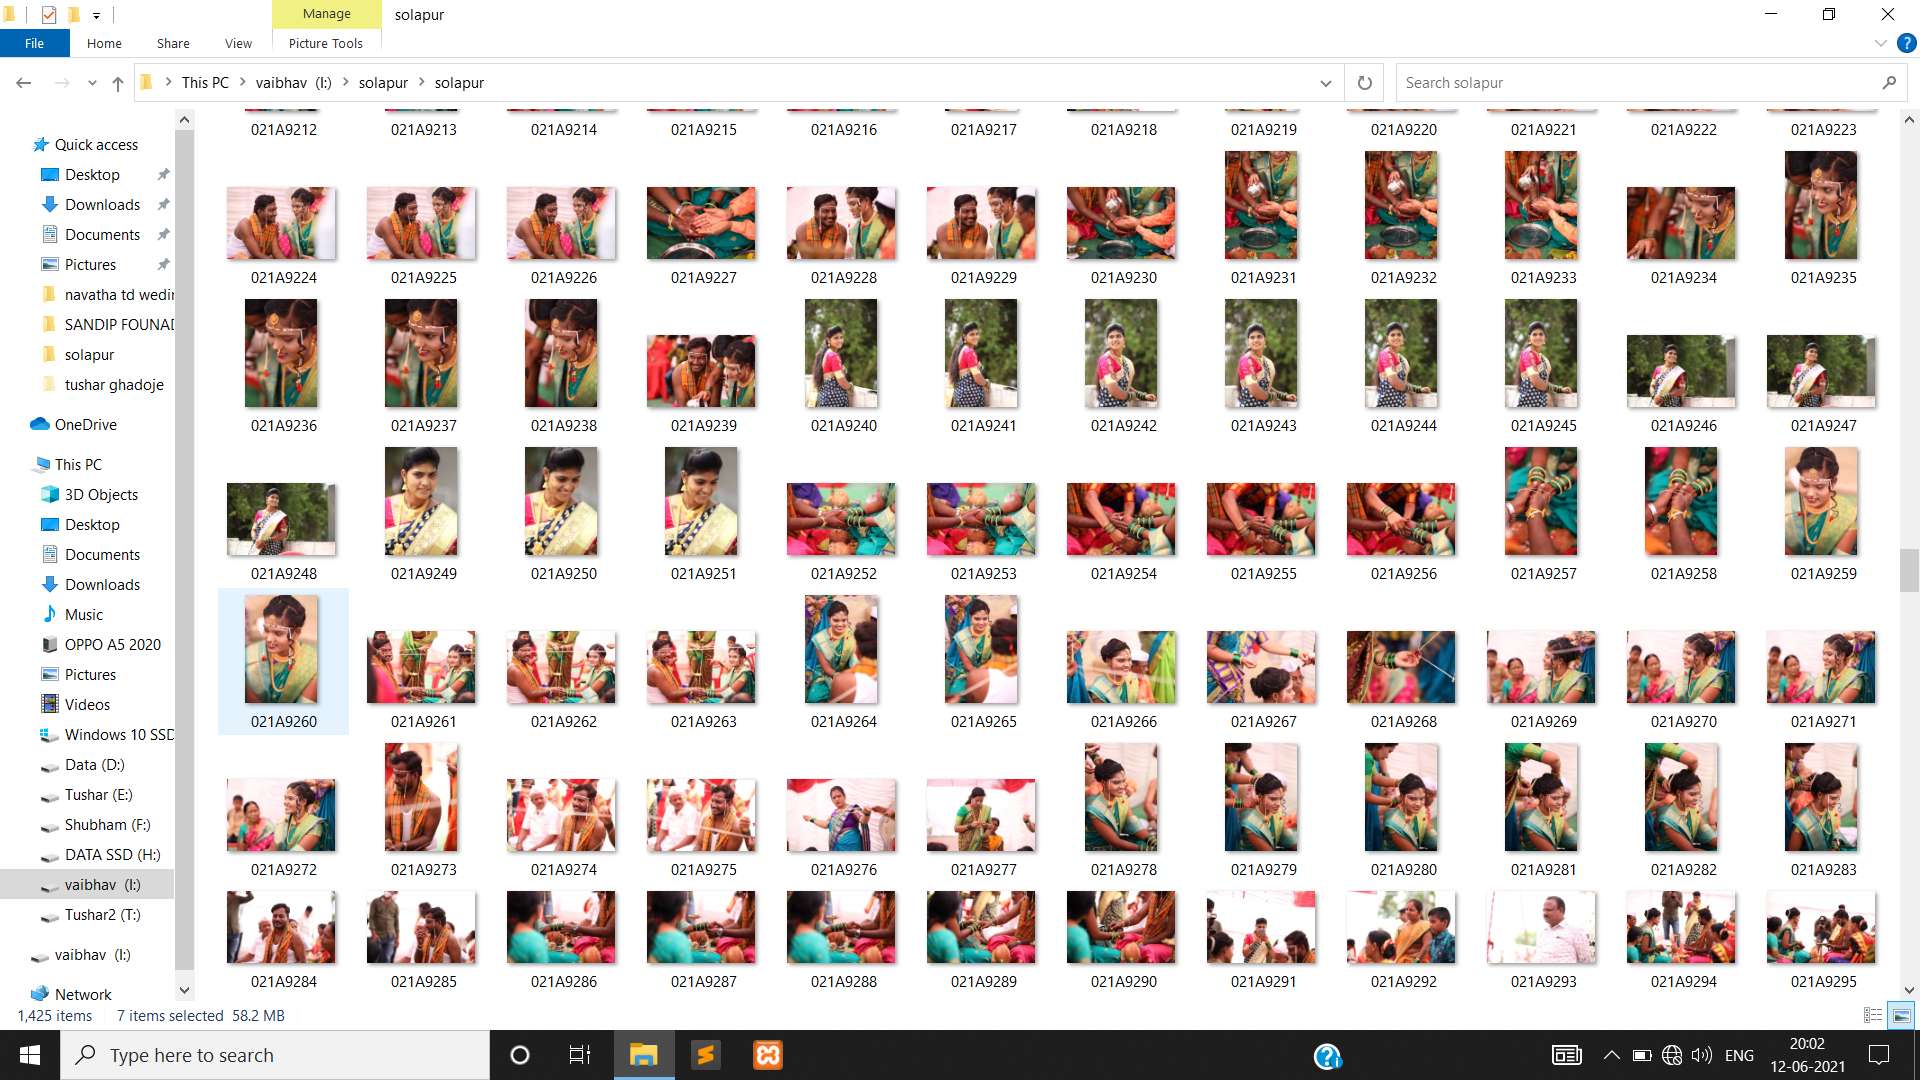 Manage
solapur
File
Home
Share
View
Picture Tools
This PC
vaibhav (I:)
solapur
solapur
Search solapur
Quick access
Desktop
Downloads
Documents
Pictures
navatha td wedin
SANDIP FOUNAD
solapur
tushar ghadoje
OneDrive
This PC
3D Objects
Desktop
Documents
Downloads
Music
OPPO A5 2020
Pictures
Videos
Windows 10 SSD
Data (D:)
Tushar (E:)
Shubham (F:)
DATA SSD (H:)
vaibhav (I:)
Tushar2 (T:)
vaibhav (I:)
Network
021A9212 021A9213 021A9214 021A9215 021A9216 021A9217 021A9218 021A9219 021A9220 021A9221 021A9222 021A9223
021A9224 021A9225 021A9226 021A9227 021A9228 021A9229 021A9230 021A9231 021A9232 021A9233 021A9234 021A9235
021A9236 021A9237 021A9238 021A9239 021A9240 021A9241 021A9242 021A9243 021A9244 021A9245 021A9246 021A9247
021A9248 021A9249 021A9250 021A9251 021A9252 021A9253 021A9254 021A9255 021A9256 021A9257 021A9258 021A9259
021A9260 021A9261 021A9262 021A9263 021A9264 021A9265 021A9266 021A9267 021A9268 021A9269 021A9270 021A9271
021A9272 021A9273 021A9274 021A9275 021A9276 021A9277 021A9278 021A9279 021A9280 021A9281 021A9282 021A9283
021A9284 021A9285 021A9286 021A9287 021A9288 021A9289 021A9290 021A9291 021A9292 021A9293 021A9294 021A9295
1,425 items 7 items selected 58.2 MB
Type here to search
ENG
20:02
12-06-2021